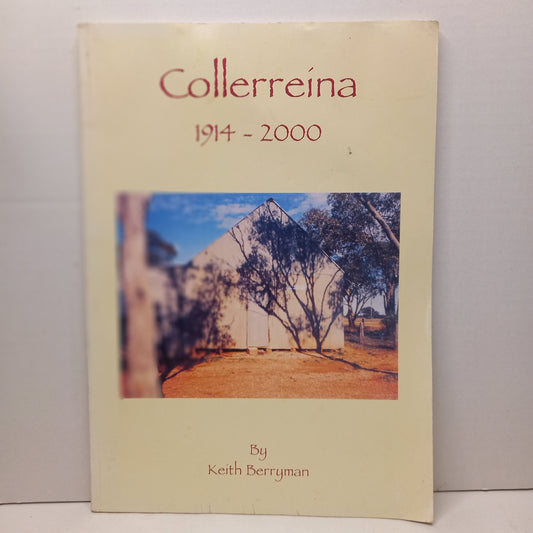 Collerreina
1914 - 2000
By
Keith Berryman